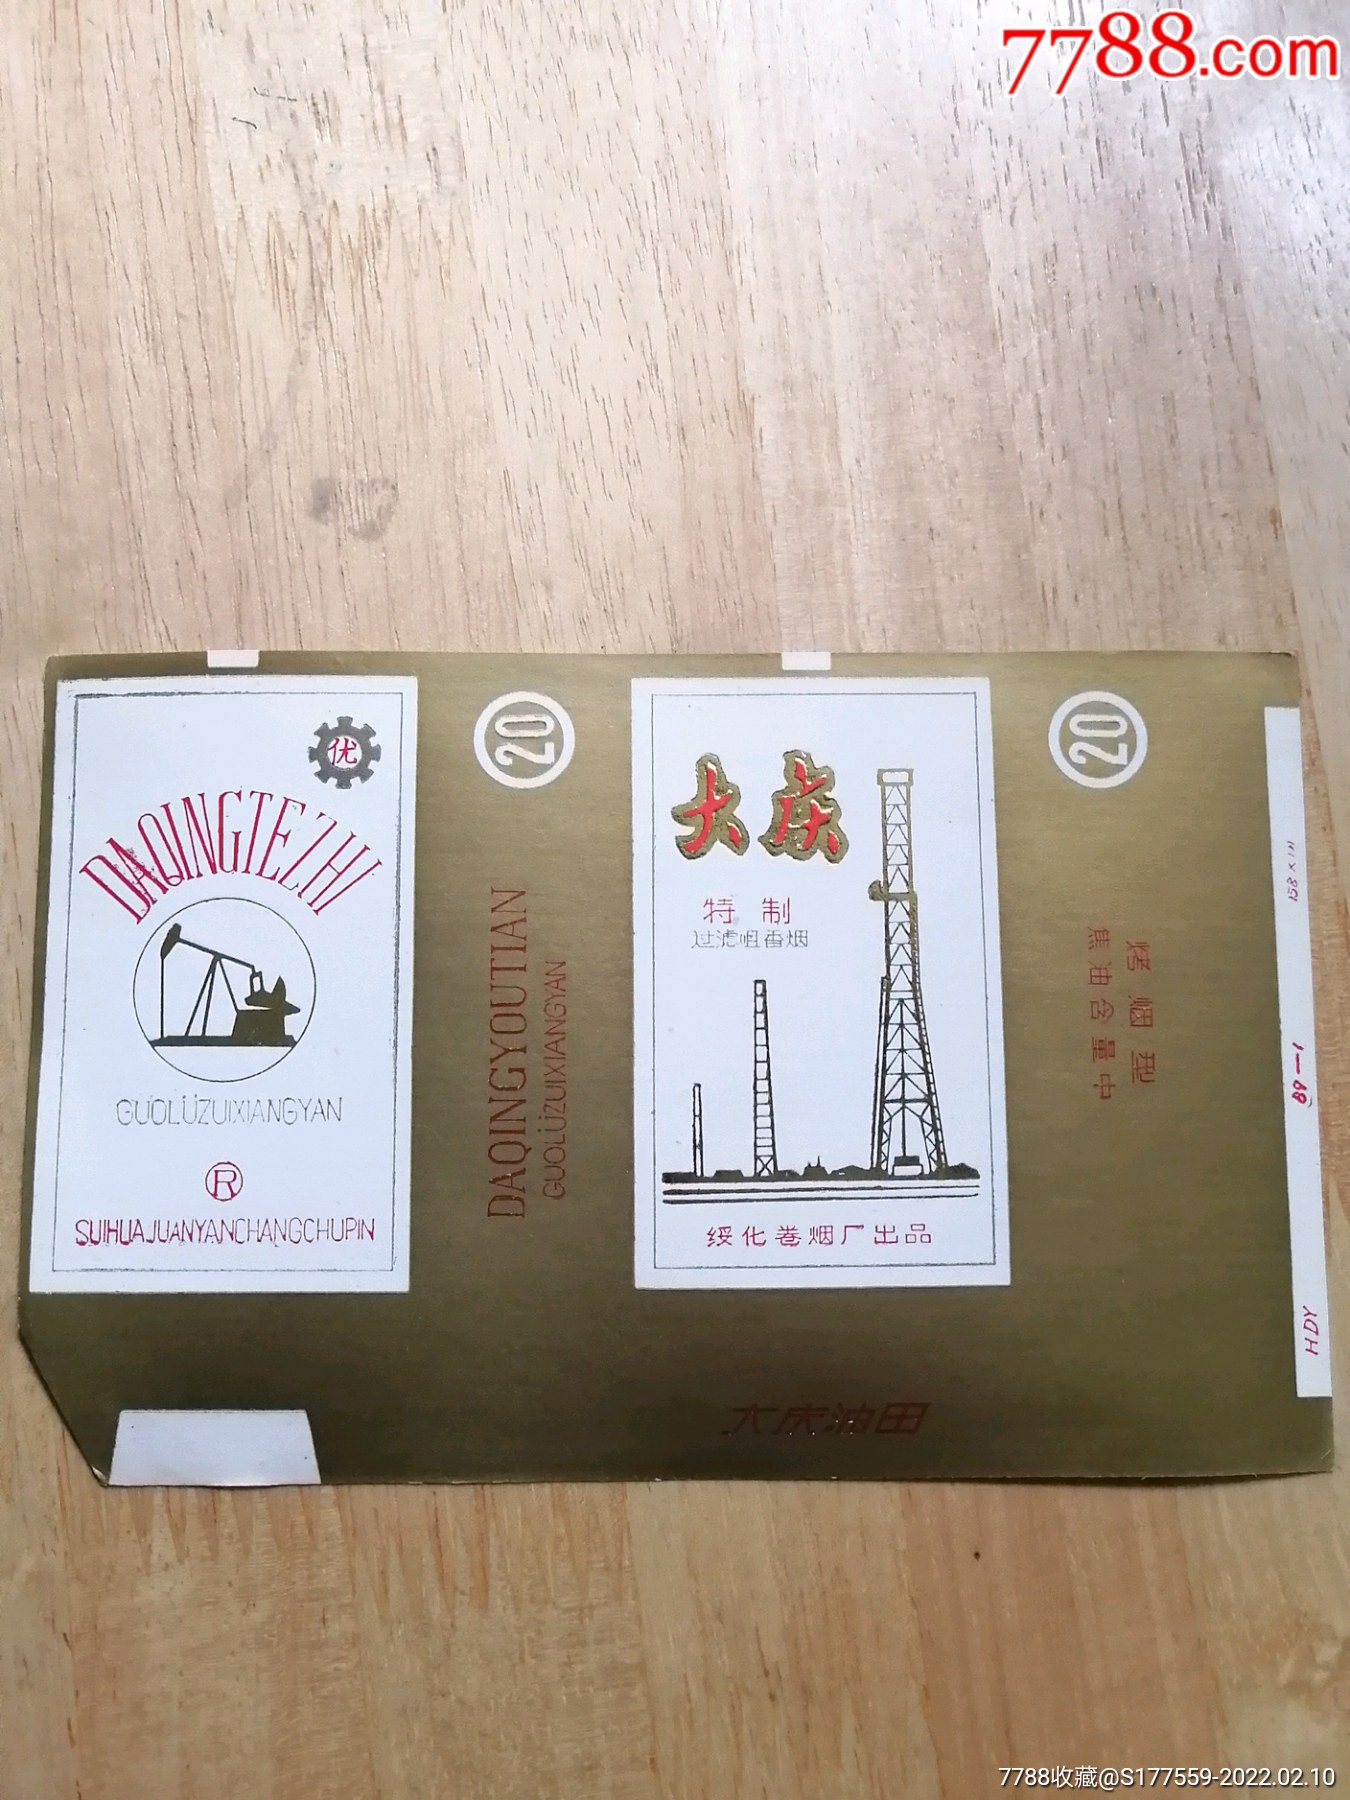 7788.com
优
DAQINGTEZHI
GUOLÜZUIXIANGYAN
R
SUIHUAJUANYANCHANGCHUPIN
20
DAQINGYOUTIAN
GUOLÜZUIXIANGYAN
大庆
特制
过滤咀香烟
绥化卷烟厂出品
大庆油田
20
烤烟型
焦油含量中
89-1
HDY
7788收藏@S177559-2022.02.10